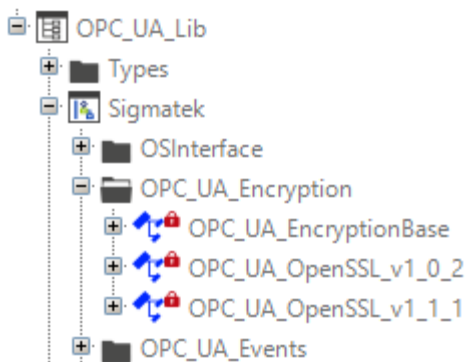 OPC_UA_Lib
Types
Sigmatek
OSInterface
OPC_UA_Encryption
OPC_UA_EncryptionBase
OPC_UA_OpenSSL_v1_0_2
OPC_UA_OpenSSL_v1_1_1
OPC_UA_Events